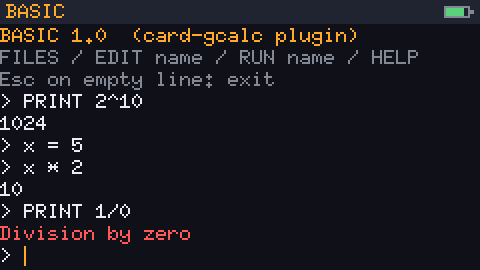 BASIC
BASIC 1.0  (card-gcalc plugin)
FILES / EDIT name / RUN name / HELP
Esc on empty line: exit
> PRINT 2^10
1024
> x = 5
> x * 2
10
> PRINT 1/0
Division by zero
>